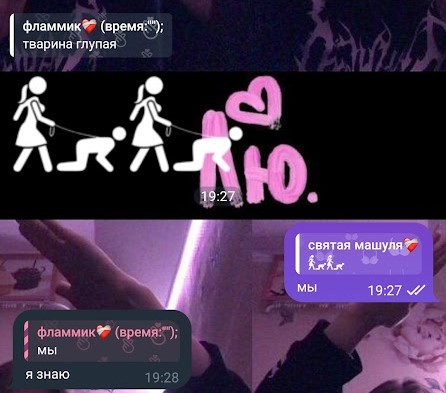 фламмик❤️‍🩹 (время:"");
тварина глупая
Лю.
19:27
святая машуля❤️‍🩹
мы
19:27
фламмик❤️‍🩹 (время:"");
мы
я знаю
19:28